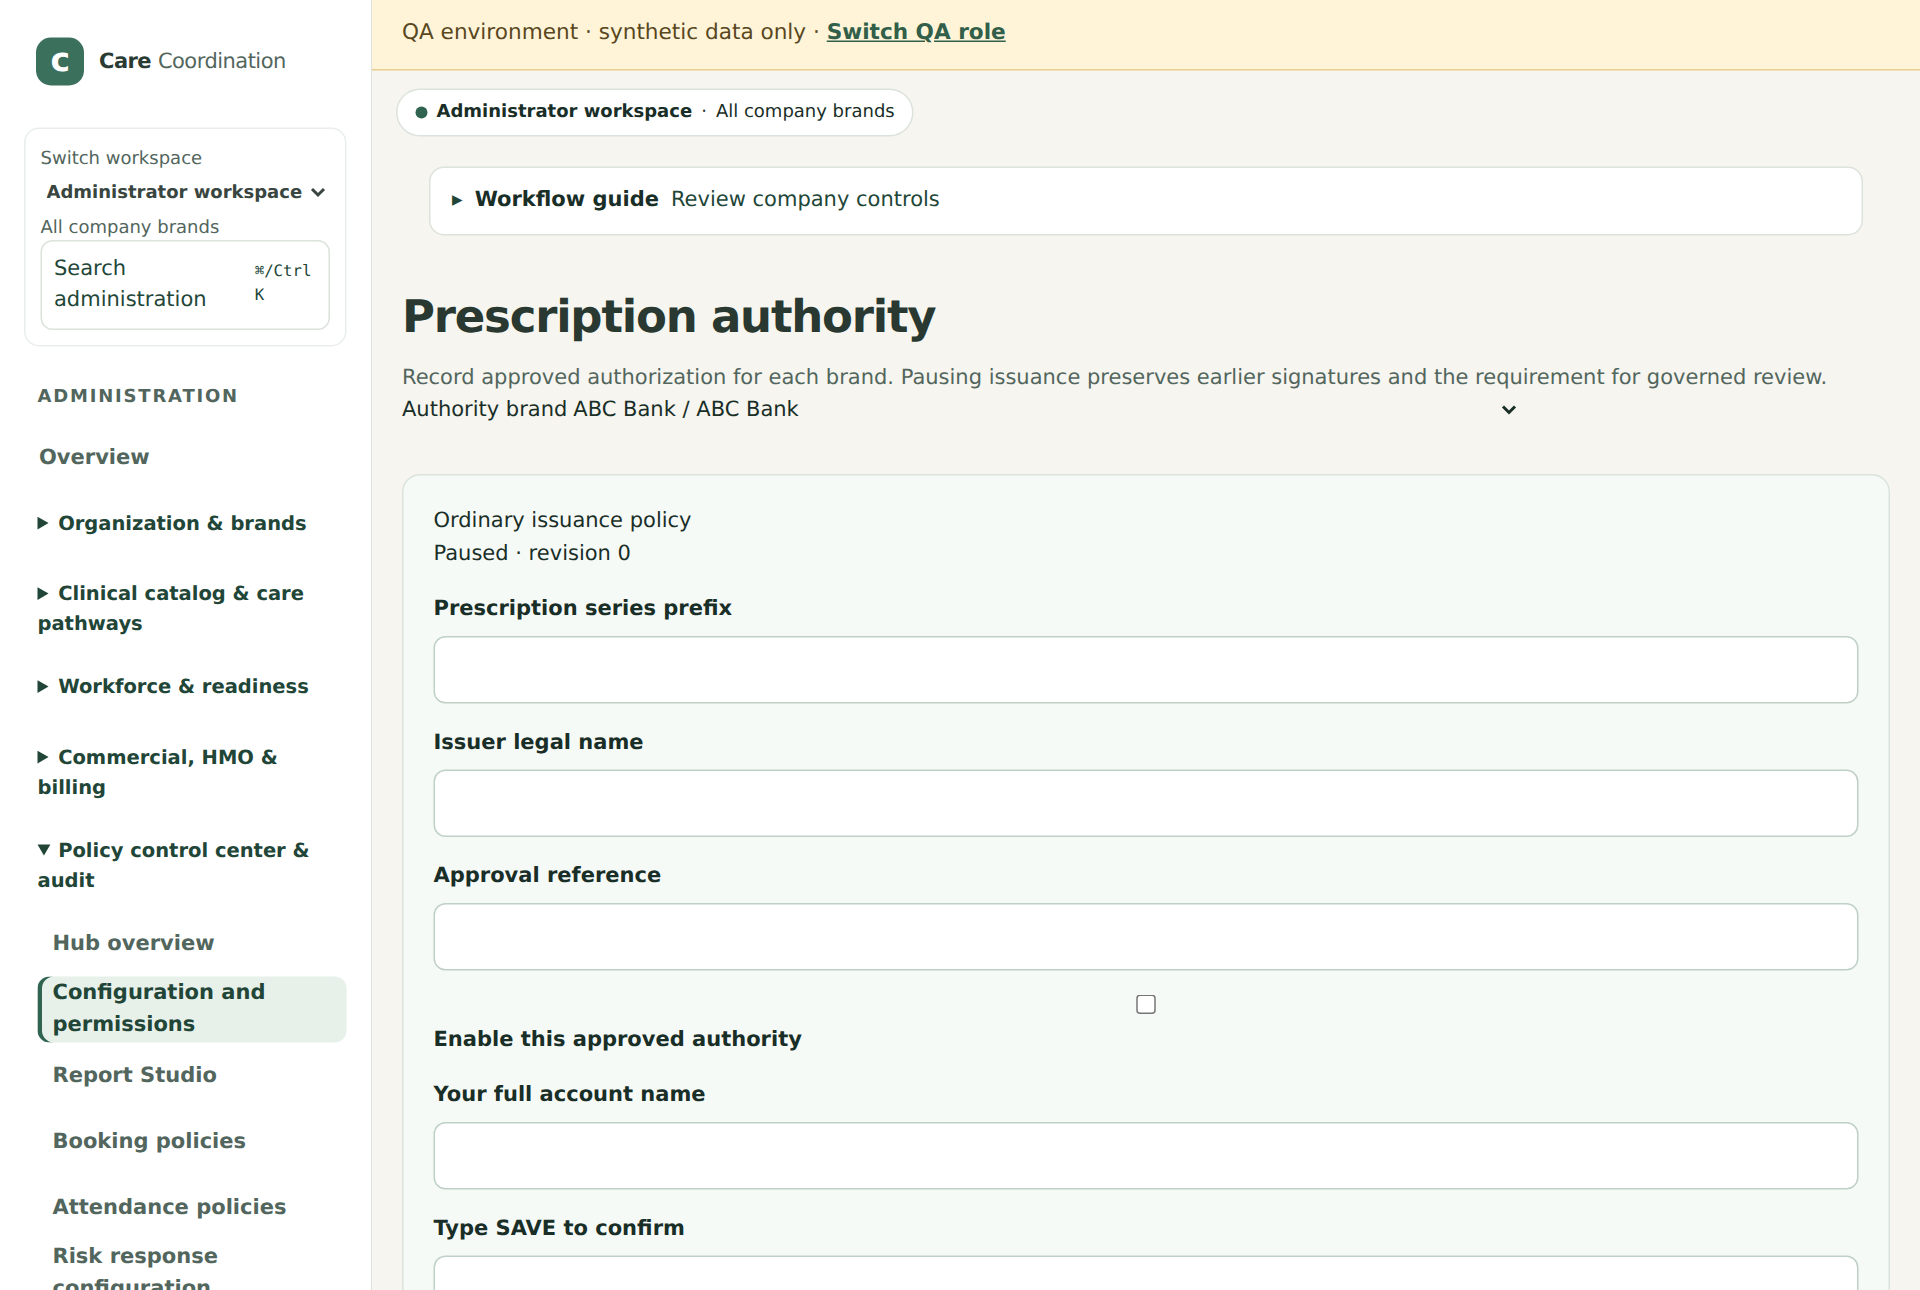 QA environment · synthetic data only · Switch QA role
C Care Coordination
Administrator workspace · All company brands
Switch workspace
Administrator workspace
All company brands
Search administration ⌘/Ctrl K
▶ Workflow guide Review company controls
Prescription authority
Record approved authorization for each brand. Pausing issuance preserves earlier signatures and the requirement for governed review.
Authority brand ABC Bank / ABC Bank
ADMINISTRATION
Overview
▶ Organization & brands
▶ Clinical catalog & care
pathways
▶ Workforce & readiness
▶ Commercial, HMO &
billing
▼ Policy control center &
audit
Hub overview
Configuration and
permissions
Report Studio
Booking policies
Attendance policies
Risk response
configuration
Ordinary issuance policy
Paused · revision 0
Prescription series prefix
Issuer legal name
Approval reference
Enable this approved authority
Your full account name
Type SAVE to confirm